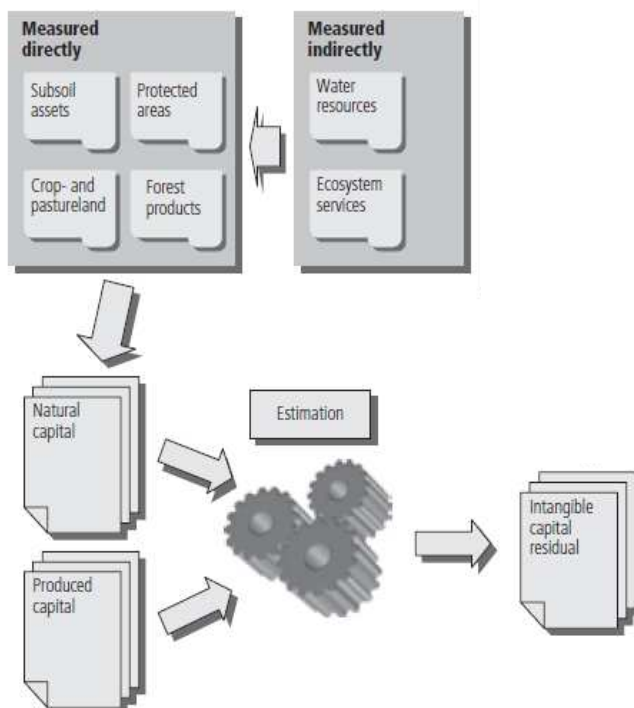 Measured
directly
Subsoil
assets
Protected
areas
Crop- and
pastureland
Forest
products
Measured
indirectly
Water
resources
Ecosystem
services
Natural
capital
Estimation
Produced
capital
Intangible
capital
residual